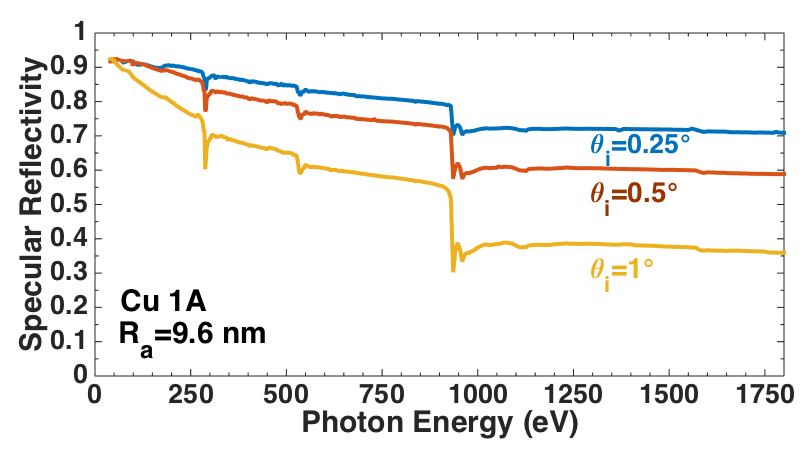 1
0.9
0.8
0.7
0.6
0.5
0.4
0.3
0.2
0.1
0
Specular Reflectivity
θi=0.25°
θi=0.5°
θi=1°
Cu 1A
Ra=9.6 nm
0 250 500 750 1000 1250 1500 1750
Photon Energy (eV)